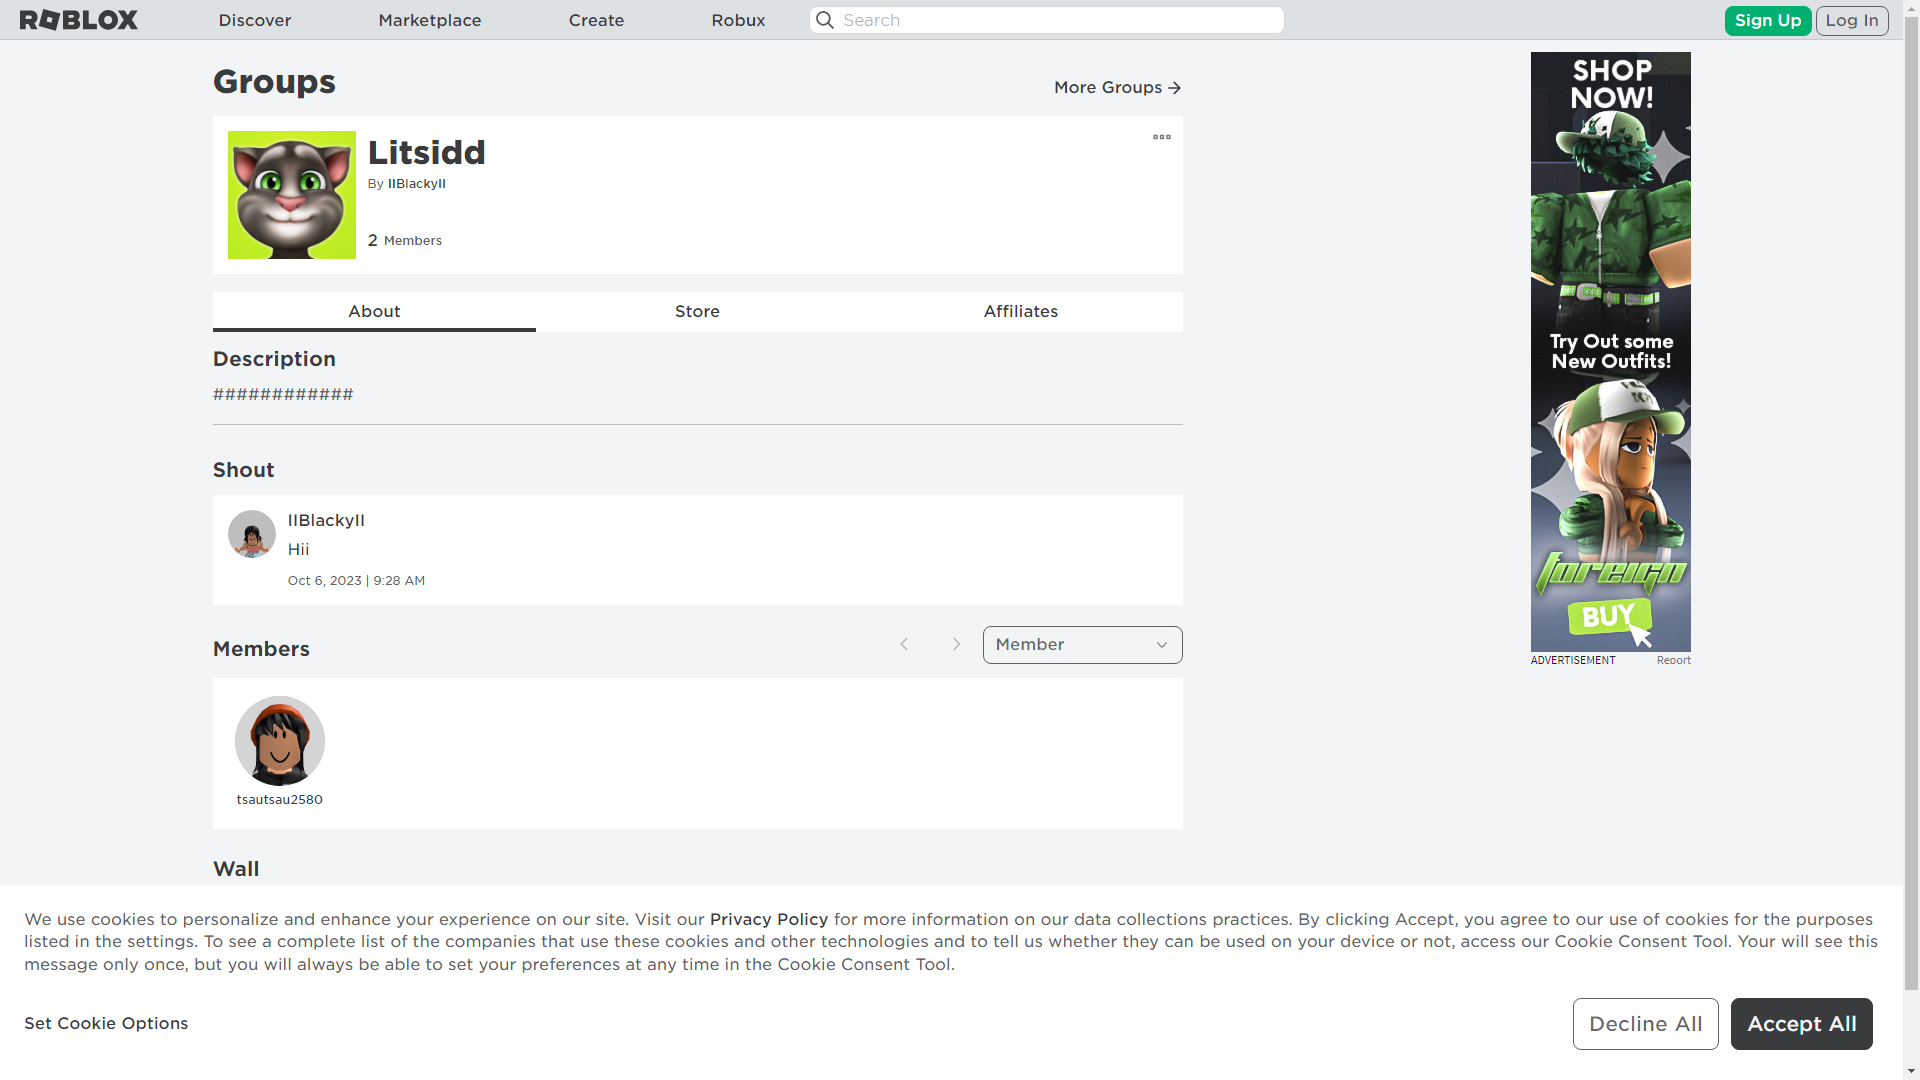 ROBLOX
Discover
Marketplace
Create
Robux
Search
Sign Up
Log In
Groups
More Groups
Litsidd
By IIBlackyII
2 Members
About
Store
Affiliates
Description
############
Shout
IIBlackyII
Hii
Oct 6, 2023 | 9:28 AM
Members
Member
tsautsau2580
Wall
SHOP
NOW!
Try Out some
New Outfits!
foreign
BUY
ADVERTISEMENT
Report
We use cookies to personalize and enhance your experience on our site. Visit our Privacy Policy for more information on our data collections practices. By clicking Accept, you agree to our use of cookies for the purposes
listed in the settings. To see a complete list of the companies that use these cookies and other technologies and to tell us whether they can be used on your device or not, access our Cookie Consent Tool. Your will see this
message only once, but you will always be able to set your preferences at any time in the Cookie Consent Tool.
Set Cookie Options
Decline All
Accept All